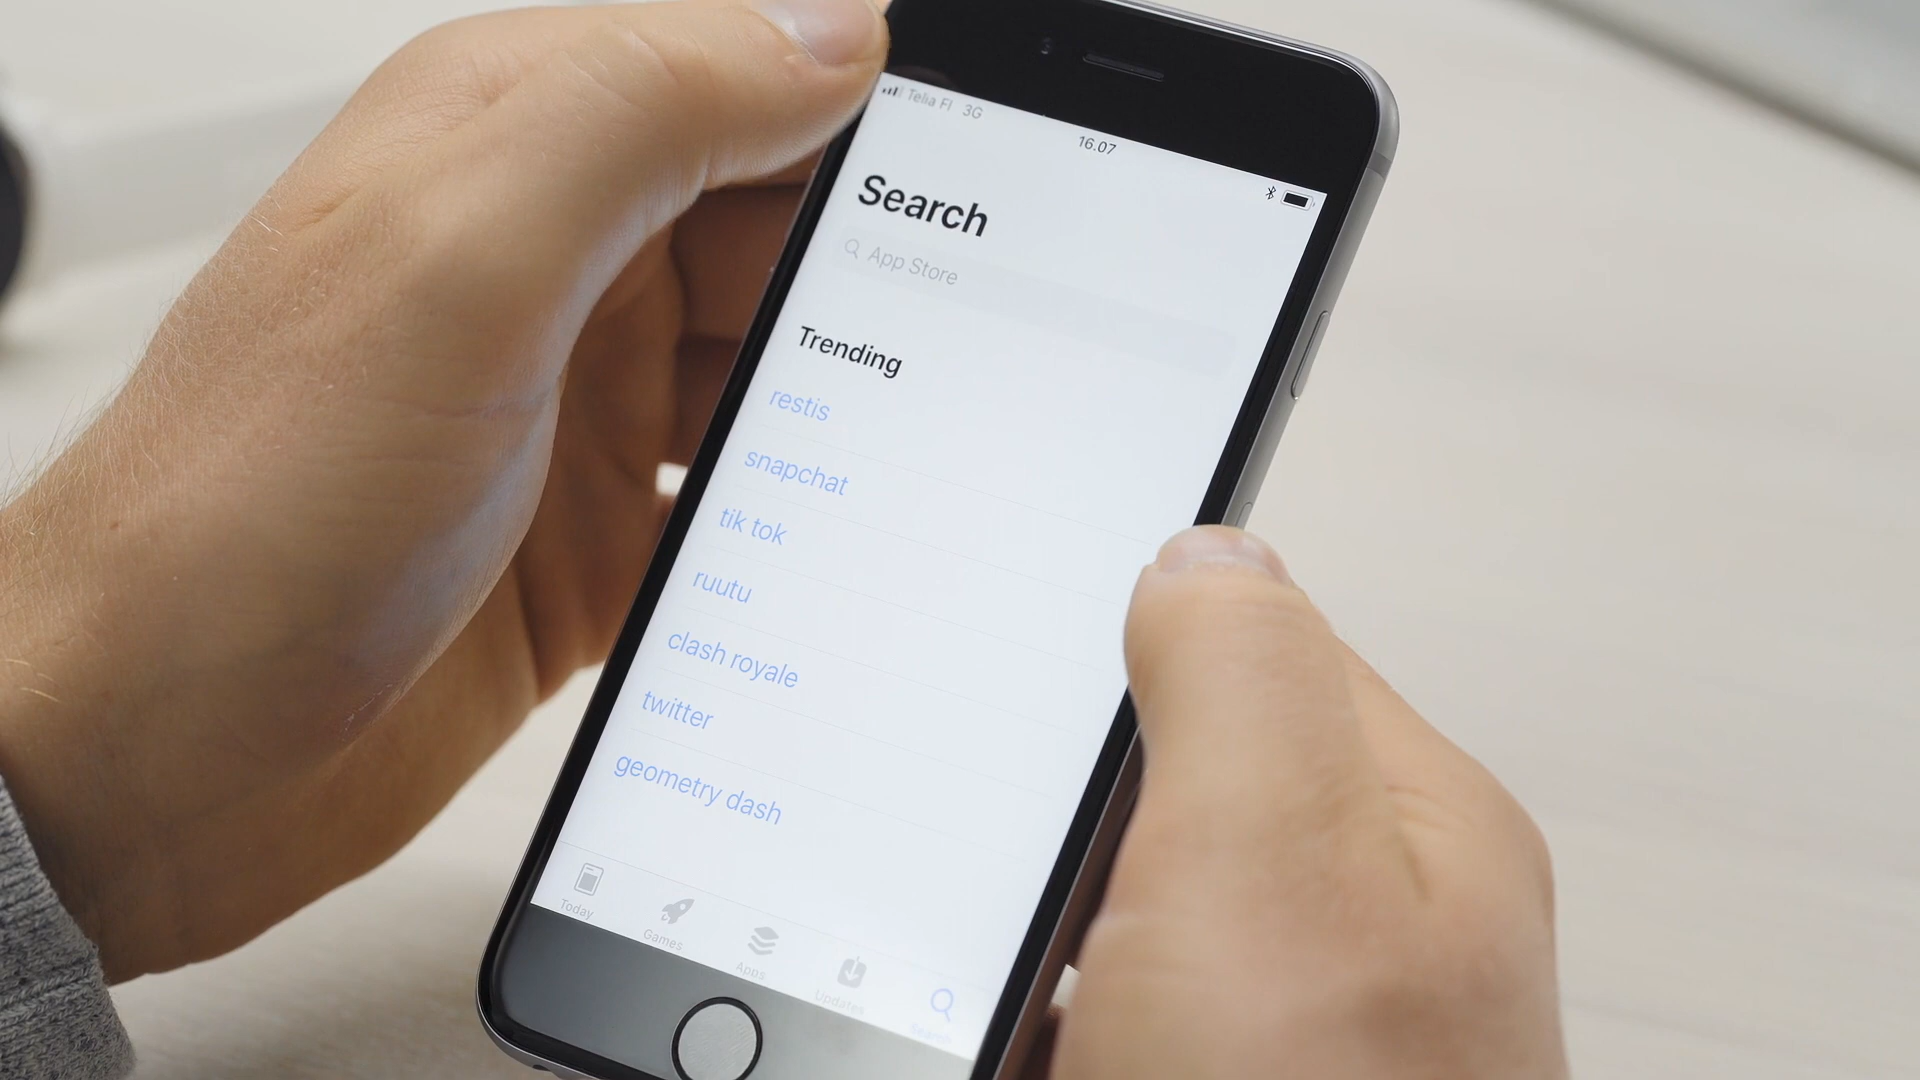 Telia FI 3G
16.07
Search
App Store
Trending
restis
snapchat
tik tok
ruutu
clash royale
twitter
geometry dash
Today
Games
Apps
Updates
Search